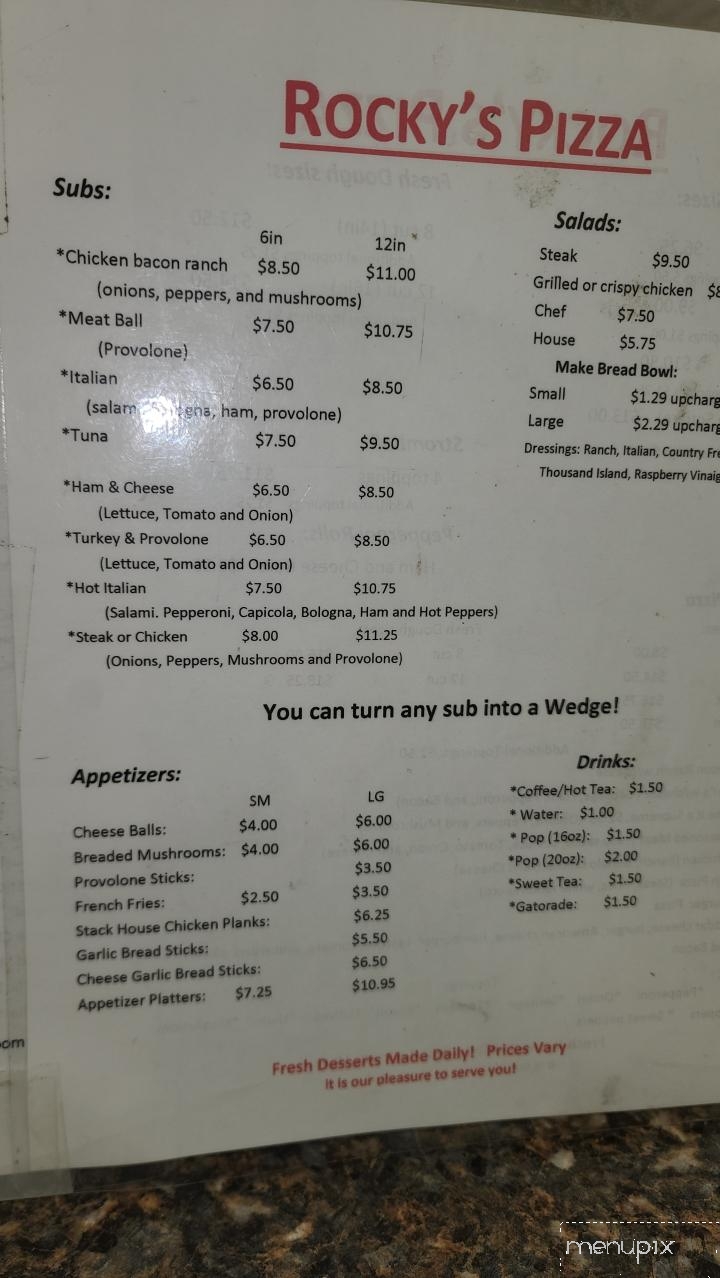 ROCKY'S PIZZA
Subs:
6in 12in
*Chicken bacon ranch $8.50 $11.00
(onions, peppers, and mushrooms)
*Meat Ball $7.50 $10.75
(Provolone)
*Italian $6.50 $8.50
(salam ham, provolone)
*Tuna $7.50 $9.50
*Ham & Cheese $6.50 $8.50
(Lettuce, Tomato and Onion)
*Turkey & Provolone $6.50 $8.50
(Lettuce, Tomato and Onion)
*Hot Italian $7.50 $10.75
(Salami. Pepperoni, Capicola, Bologna, Ham and Hot Peppers)
*Steak or Chicken $8.00 $11.25
(Onions, Peppers, Mushrooms and Provolone)
Salads:
Steak $9.50
Grilled or crispy chicken $8
Chef $7.50
House $5.75
Make Bread Bowl:
Small $1.29 upcharg
Large $2.29 upcharg
Dressings: Ranch, Italian, Country Fre
Thousand Island, Raspberry Vinaig
You can turn any sub into a Wedge!
Appetizers:
SM LG
Cheese Balls: $4.00 $6.00
Breaded Mushrooms: $4.00 $6.00
Provolone Sticks: $3.50
French Fries: $2.50 $3.50
Stack House Chicken Planks: $6.25
Garlic Bread Sticks: $5.50
Cheese Garlic Bread Sticks: $6.50
Appetizer Platters: $7.25 $10.95
Drinks:
*Coffee/Hot Tea: $1.50
* Water: $1.00
* Pop (16oz): $1.50
*Pop (20oz): $2.00
*Sweet Tea: $1.50
*Gatorade: $1.50
om
Fresh Desserts Made Daily! Prices Vary
It is our pleasure to serve you!
menupix